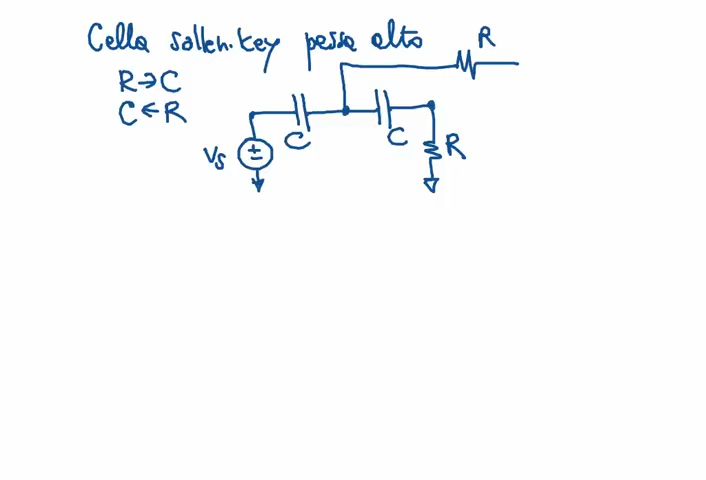 Cella sallen-key passa alto
R
R→C
C←R
C
C
Vs
±
R